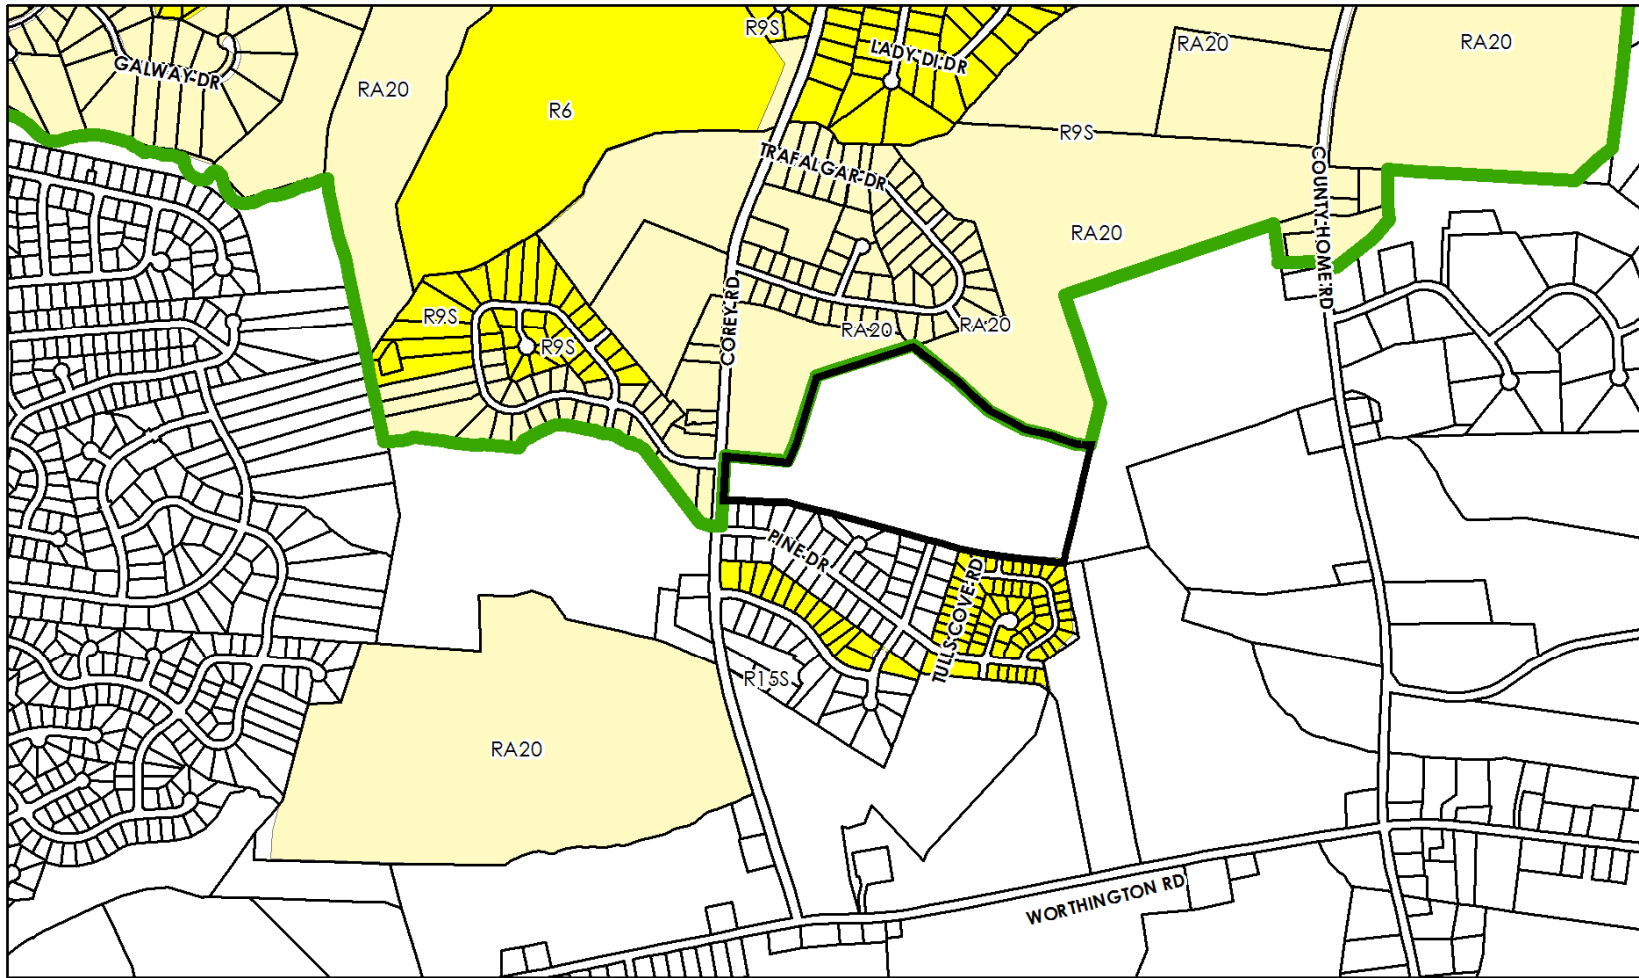 R9S
RA20
RA20
LADY DI DR
GALWAY DR
RA20
R6
R9S
TRAFALGAR DR
COUNTY HOME RD
RA20
COREY RD
R9S
RA20
RA20
R9S
PINE DR
TULLS COVE RD
R15S
RA20
WORTHINGTON RD